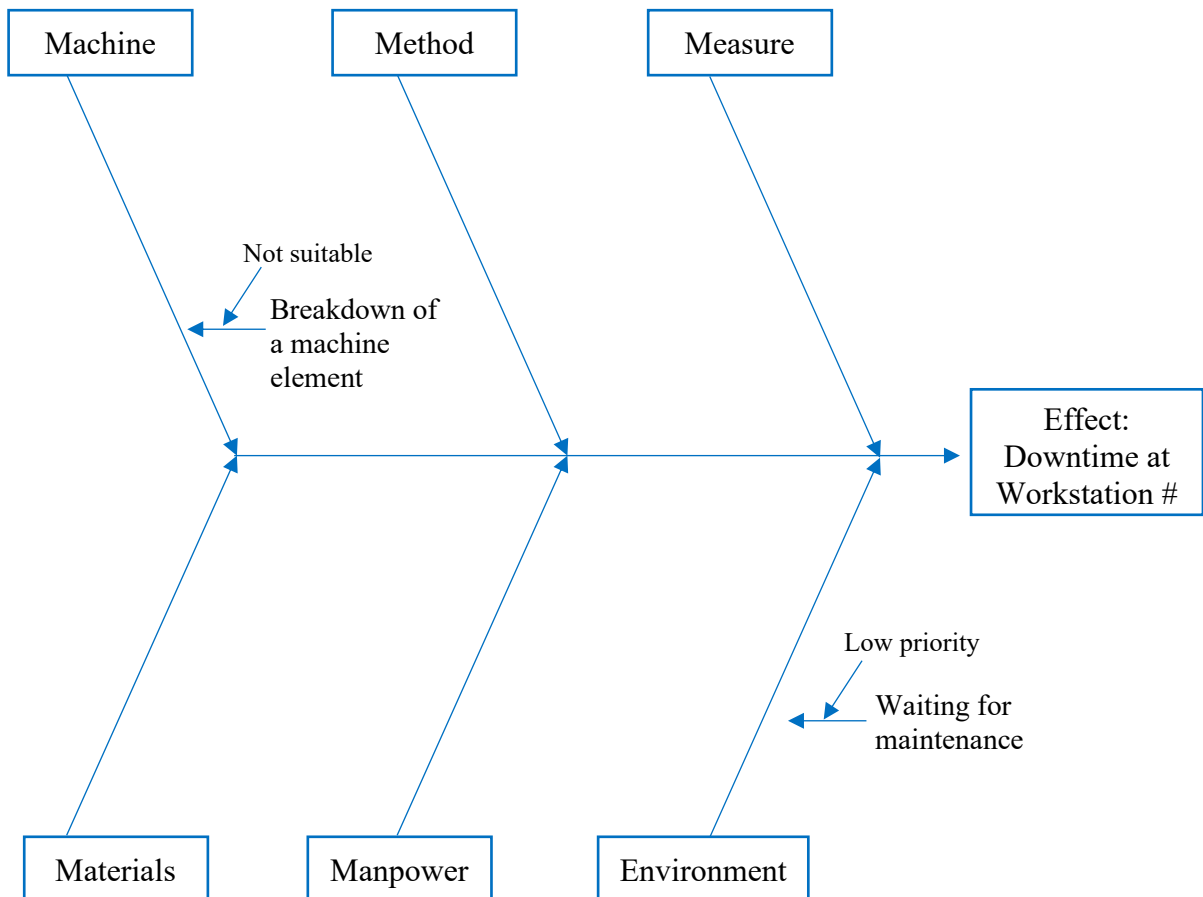 Machine
Method
Measure
Not suitable
Breakdown of
a machine
element
Effect:
Downtime at
Workstation #
Low priority
Waiting for
maintenance
Materials
Manpower
Environment